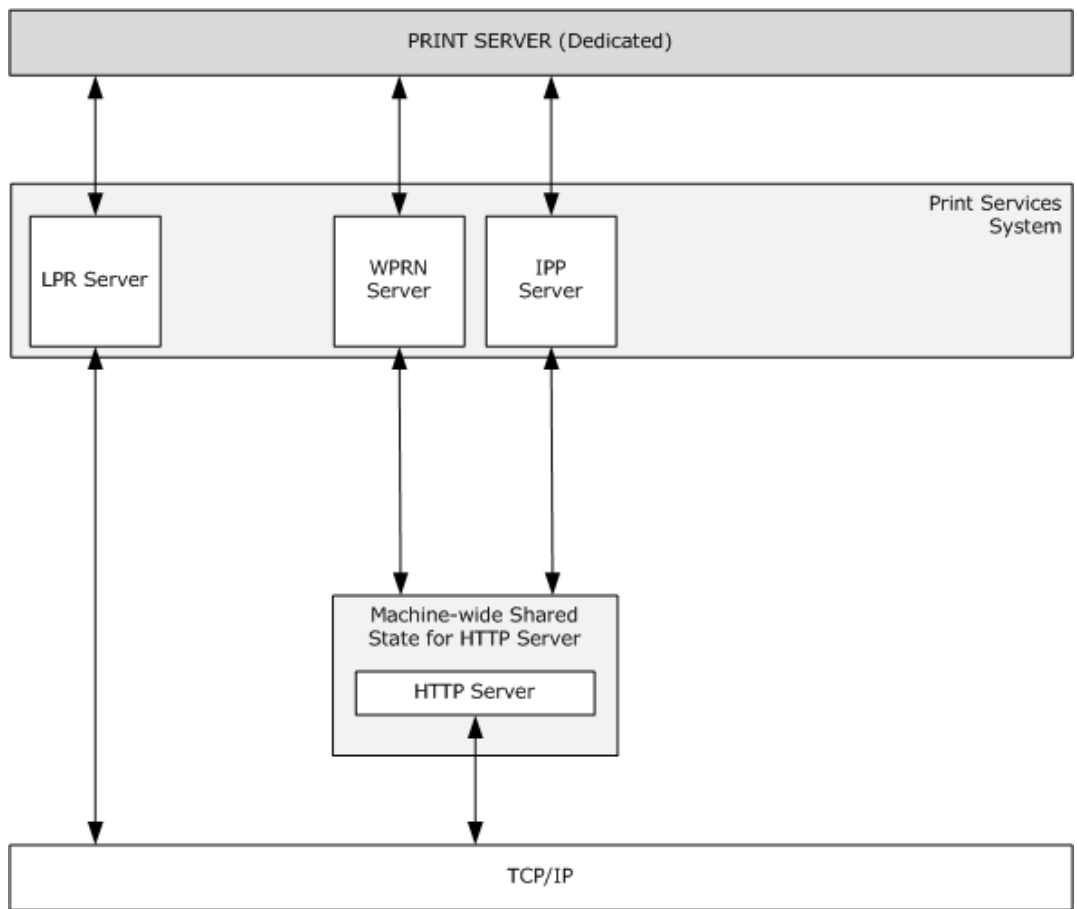 PRINT SERVER (Dedicated)
Print Services
System
LPR Server
WPRN
Server
IPP
Server
Machine-wide Shared
State for HTTP Server
HTTP Server
TCP/IP